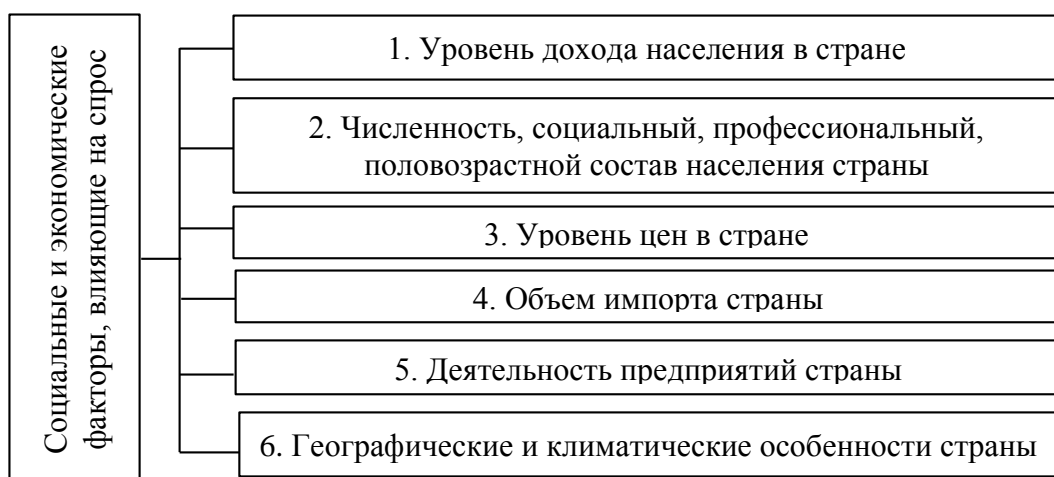 Социальные и экономические
факторы, влияющие на спрос
1. Уровень дохода населения в стране
2. Численность, социальный, профессиональный,
половозрастной состав населения страны
3. Уровень цен в стране
4. Объем импорта страны
5. Деятельность предприятий страны
6. Географические и климатические особенности страны